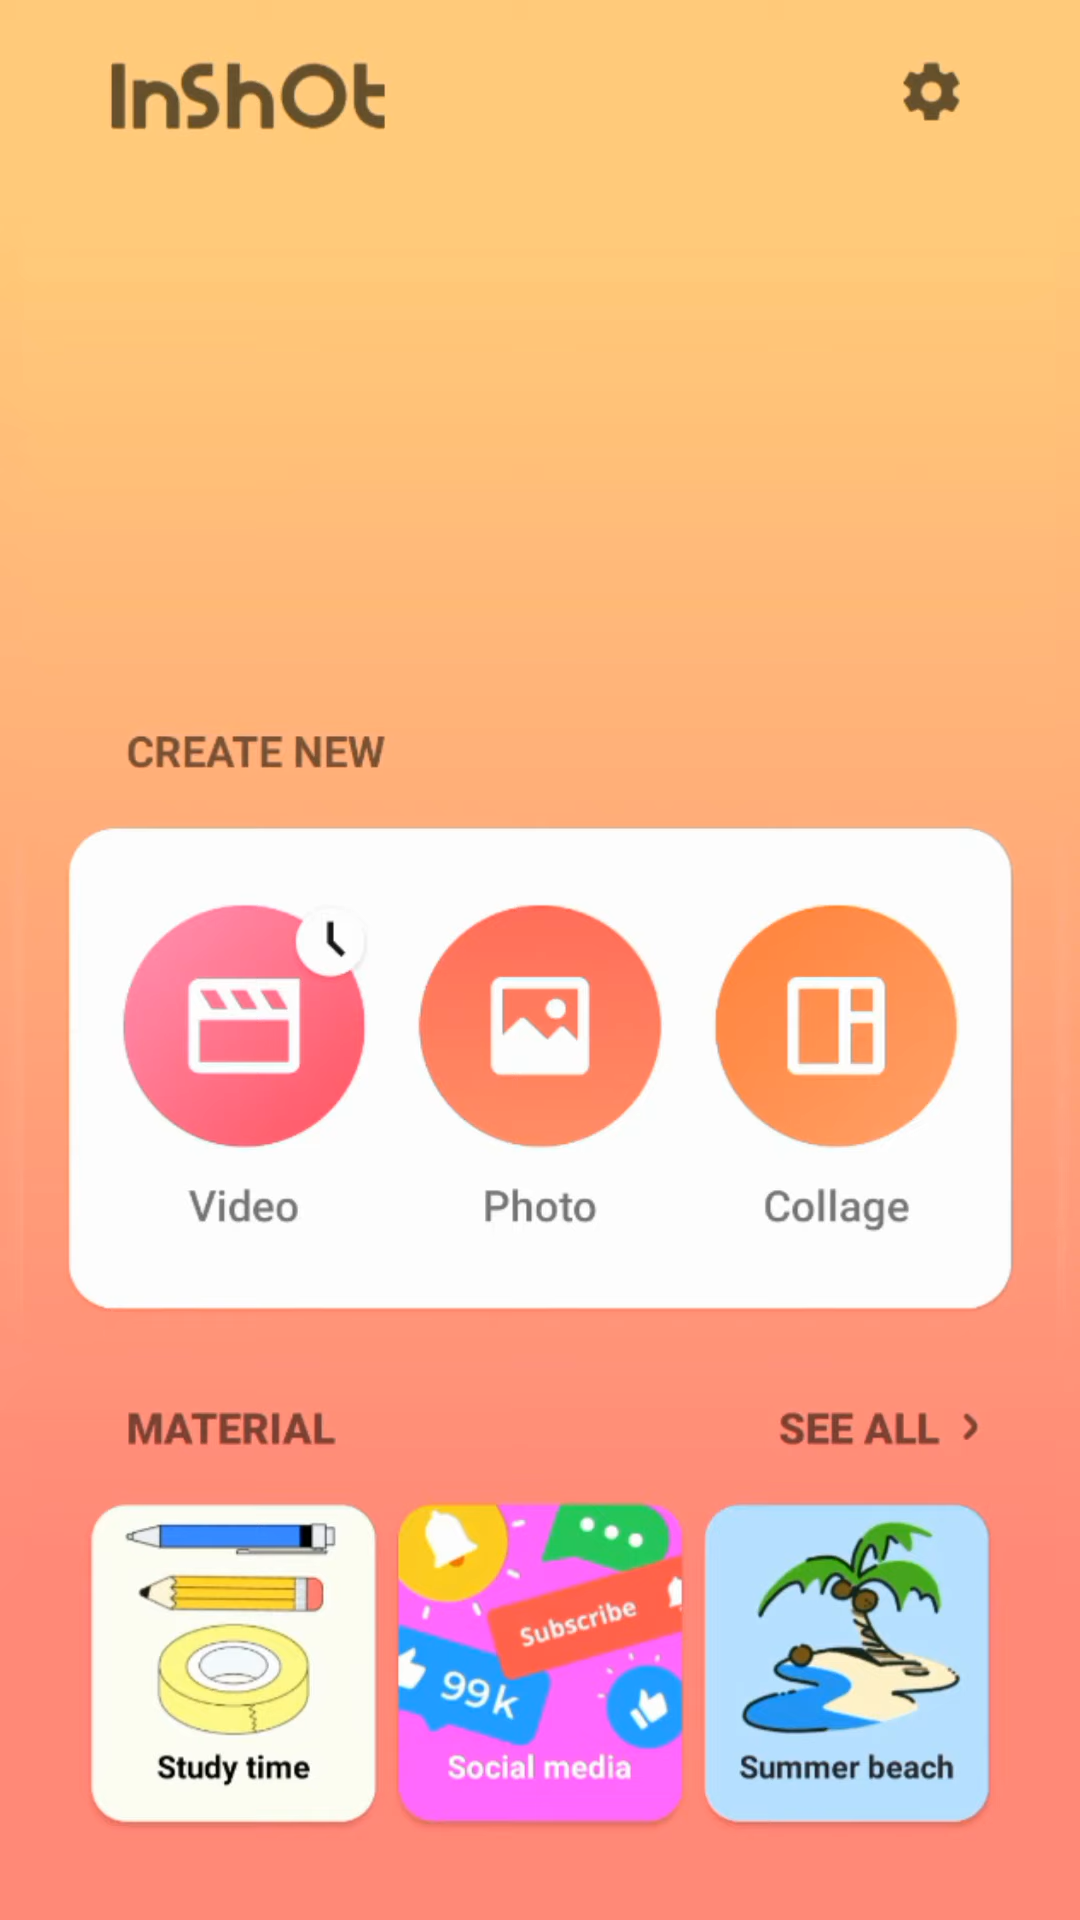 InShOt
CREATE NEW
Video Photo Collage
MATERIAL SEE ALL
Subscribe
99k
Study time Social media Summer beach